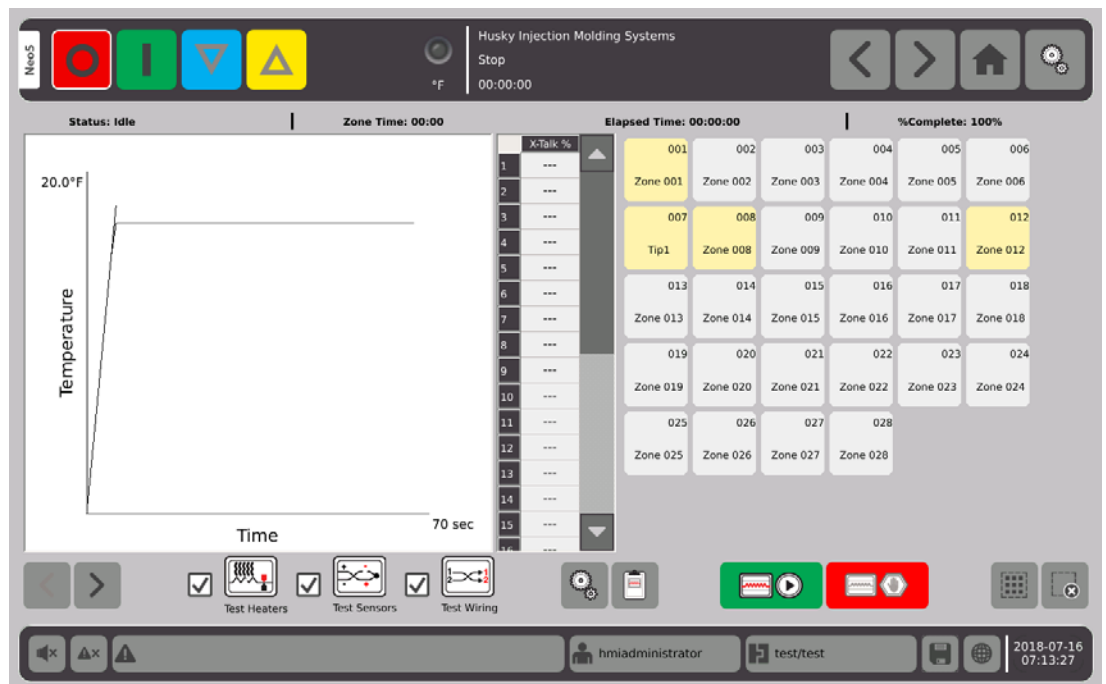 Neo5
°F
Husky Injection Molding Systems
Stop
00:00:00
Status: Idle
Zone Time: 00:00
Elapsed Time: 00:00:00
%Complete: 100%
20.0°F
Temperature
Time
70 sec
X-Talk %
1 ---
2 ---
3 ---
4 ---
5 ---
6 ---
7 ---
8 ---
9 ---
10 ---
11 ---
12 ---
13 ---
14 ---
15 ---
16 ---
001 002 003 004 005 006
Zone 001 Zone 002 Zone 003 Zone 004 Zone 005 Zone 006
007 008 009 010 011 012
Tip1 Zone 008 Zone 009 Zone 010 Zone 011 Zone 012
013 014 015 016 017 018
Zone 013 Zone 014 Zone 015 Zone 016 Zone 017 Zone 018
019 020 021 022 023 024
Zone 019 Zone 020 Zone 021 Zone 022 Zone 023 Zone 024
025 026 027 028
Zone 025 Zone 026 Zone 027 Zone 028
Test Heaters
Test Sensors
1 1
2 2
Test Wiring
hmiadministrator
test/test
2018-07-16
07:13:27